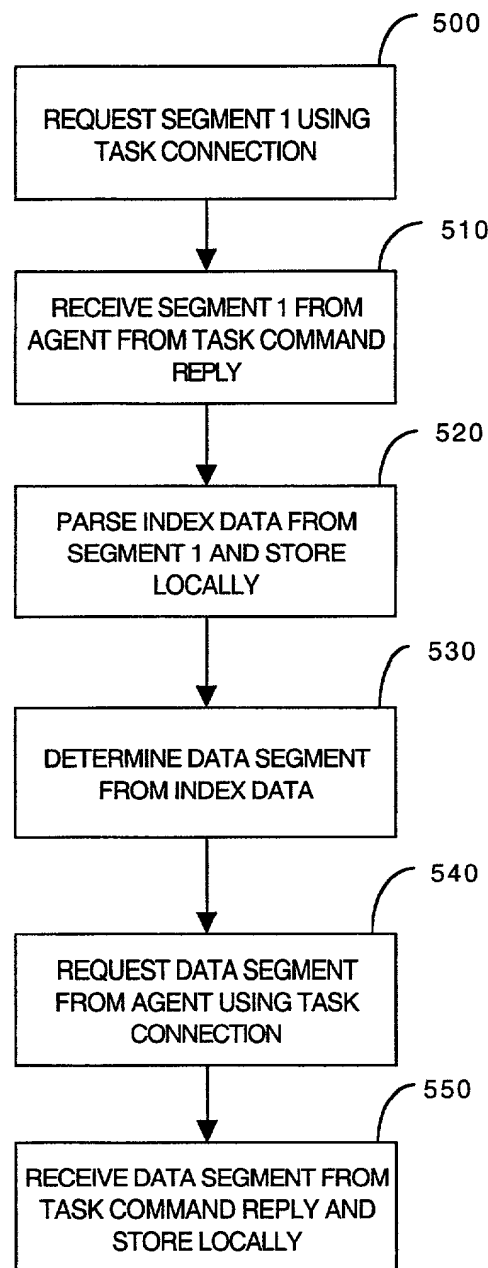 500
REQUEST SEGMENT 1 USING
TASK CONNECTION
510
RECEIVE SEGMENT 1 FROM
AGENT FROM TASK COMMAND
REPLY
520
PARSE INDEX DATA FROM
SEGMENT 1 AND STORE
LOCALLY
530
DETERMINE DATA SEGMENT
FROM INDEX DATA
540
REQUEST DATA SEGMENT
FROM AGENT USING TASK
CONNECTION
550
RECEIVE DATA SEGMENT FROM
TASK COMMAND REPLY AND
STORE LOCALLY